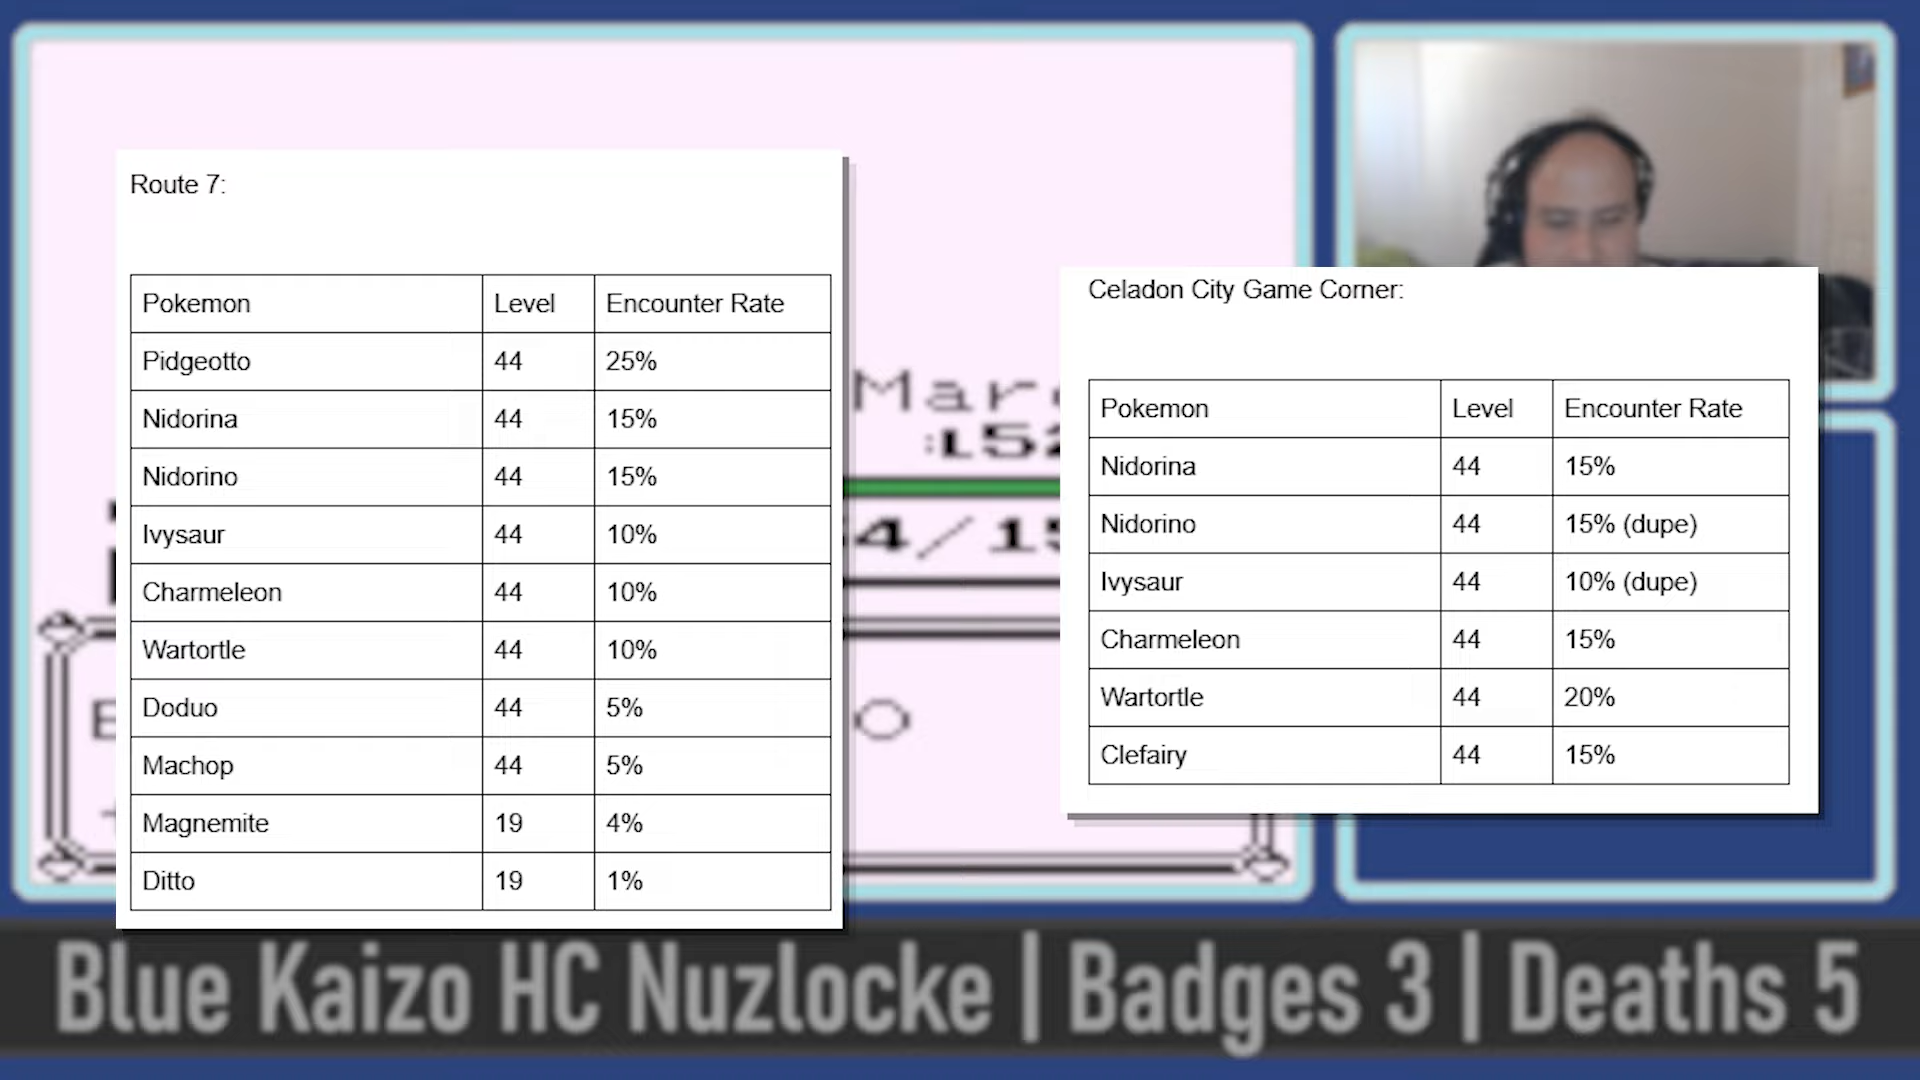 Route 7:
Pokemon Level Encounter Rate
Pidgeotto 44 25%
Nidorina 44 15%
Nidorino 44 15%
Ivysaur 44 10%
Charmeleon 44 10%
Wartortle 44 10%
Doduo 44 5%
Machop 44 5%
Magnemite 19 4%
Ditto 19 1%
Celadon City Game Corner:
Pokemon Level Encounter Rate
Nidorina 44 15%
Nidorino 44 15% (dupe)
Ivysaur 44 10% (dupe)
Charmeleon 44 15%
Wartortle 44 20%
Clefairy 44 15%
Blue Kaizo HC Nuzlocke | Badges 3 | Deaths 5